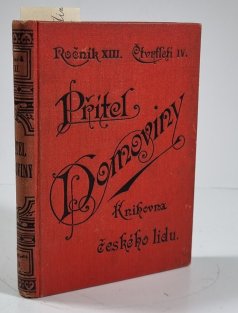 Ročník XIII. Čtvrtletí IV.
Přítel
Domoviny
Knihovna
českého lidu.